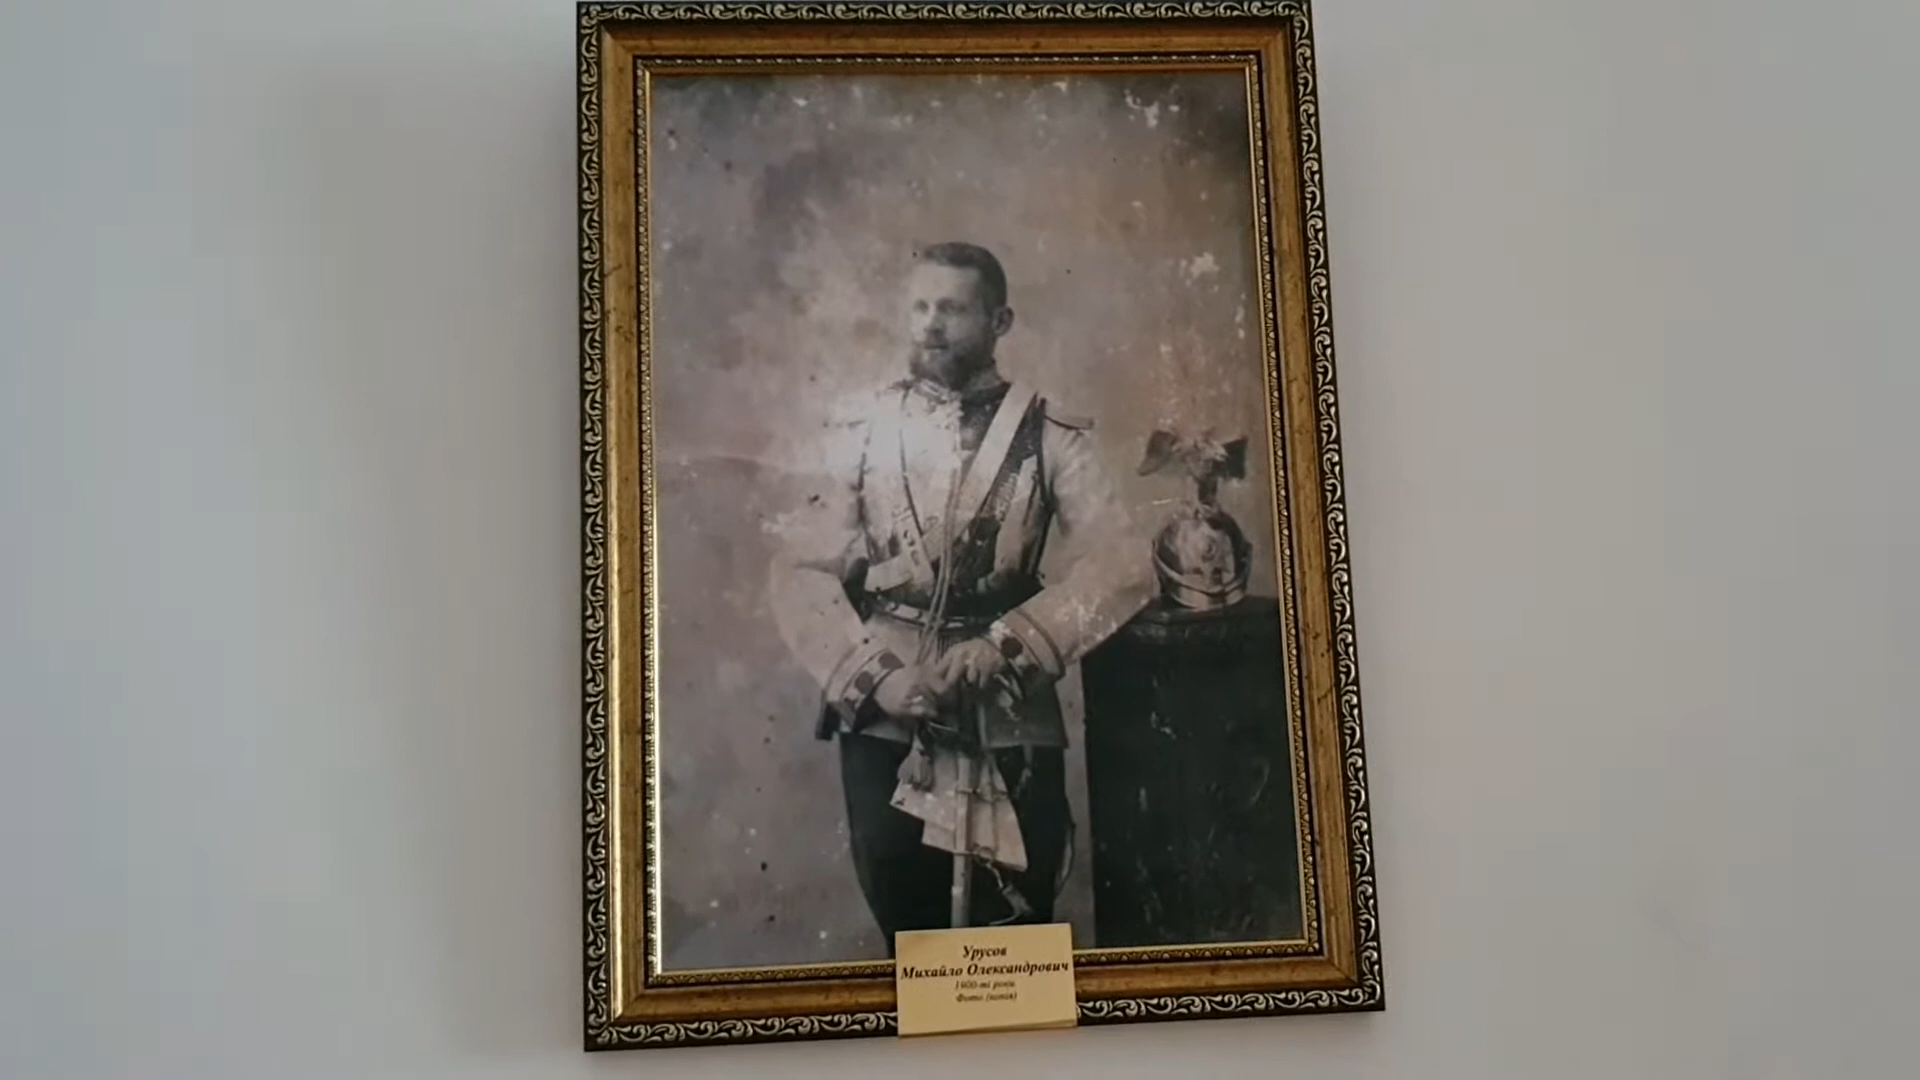 Урусов
Михайло Олександрович
1900-ті роки
Фото (копія)